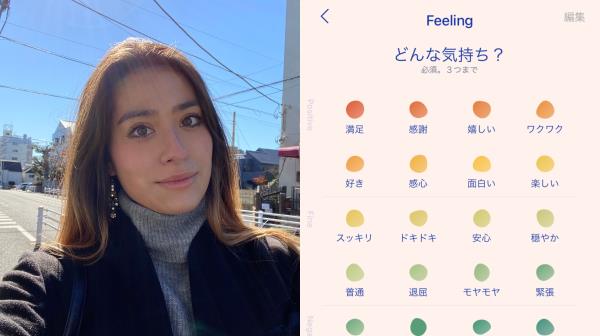 Feeling
編集
どんな気持ち？
必須。3つまで
Positive
満足
感謝
嬉しい
ワクワク
好き
感心
面白い
楽しい
Fine
スッキリ
ドキドキ
安心
穏やか
普通
退屈
モヤモヤ
緊張